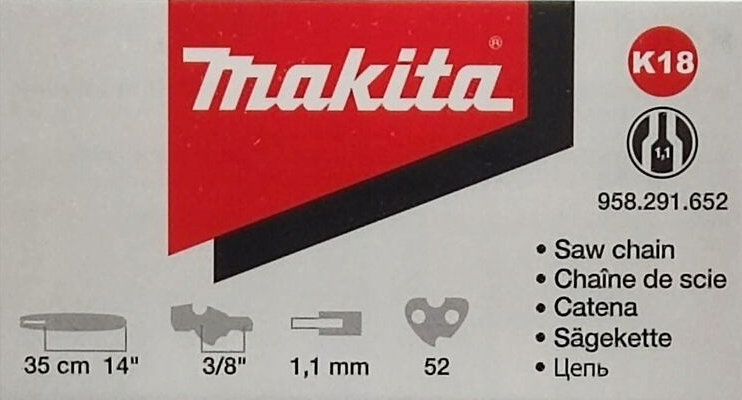 makita®
K18
1,1
958.291.652
• Saw chain
• Chaîne de scie
• Catena
• Sägekette
• Цепь
35 cm 14" 3/8" 1,1 mm 52